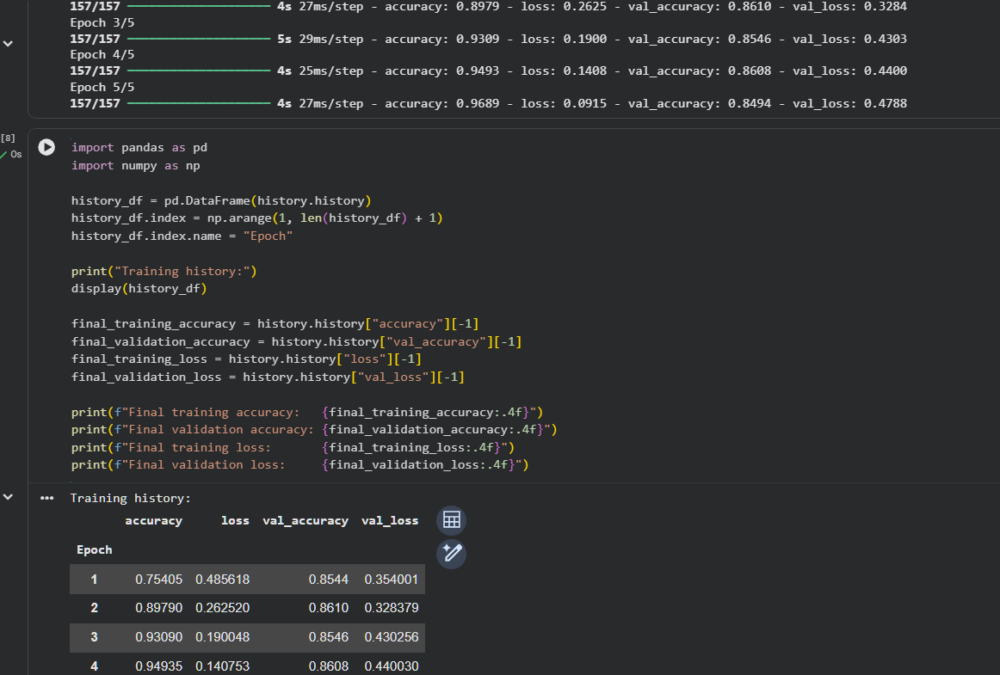 157/157 ━━━━━━━━━━━━━━━━━━━━ 4s 27ms/step - accuracy: 0.8979 - loss: 0.2625 - val_accuracy: 0.8610 - val_loss: 0.3284
Epoch 3/5
157/157 ━━━━━━━━━━━━━━━━━━━━ 5s 29ms/step - accuracy: 0.9309 - loss: 0.1900 - val_accuracy: 0.8546 - val_loss: 0.4303
Epoch 4/5
157/157 ━━━━━━━━━━━━━━━━━━━━ 4s 25ms/step - accuracy: 0.9493 - loss: 0.1408 - val_accuracy: 0.8608 - val_loss: 0.4400
Epoch 5/5
157/157 ━━━━━━━━━━━━━━━━━━━━ 4s 27ms/step - accuracy: 0.9689 - loss: 0.0915 - val_accuracy: 0.8494 - val_loss: 0.4788
[8]
0s
import pandas as pd
import numpy as np
history_df = pd.DataFrame(history.history)
history_df.index = np.arange(1, len(history_df) + 1)
history_df.index.name = "Epoch"
print("Training history:")
display(history_df)
final_training_accuracy = history.history["accuracy"][-1]
final_validation_accuracy = history.history["val_accuracy"][-1]
final_training_loss = history.history["loss"][-1]
final_validation_loss = history.history["val_loss"][-1]
print(f"Final training accuracy:   {final_training_accuracy:.4f}")
print(f"Final validation accuracy: {final_validation_accuracy:.4f}")
print(f"Final training loss:       {final_training_loss:.4f}")
print(f"Final validation loss:     {final_validation_loss:.4f}")
Training history:
accuracy loss val_accuracy val_loss
Epoch
1 0.75405 0.485618 0.8544 0.354001
2 0.89790 0.262520 0.8610 0.328379
3 0.93090 0.190048 0.8546 0.430256
4 0.94935 0.140753 0.8608 0.440030